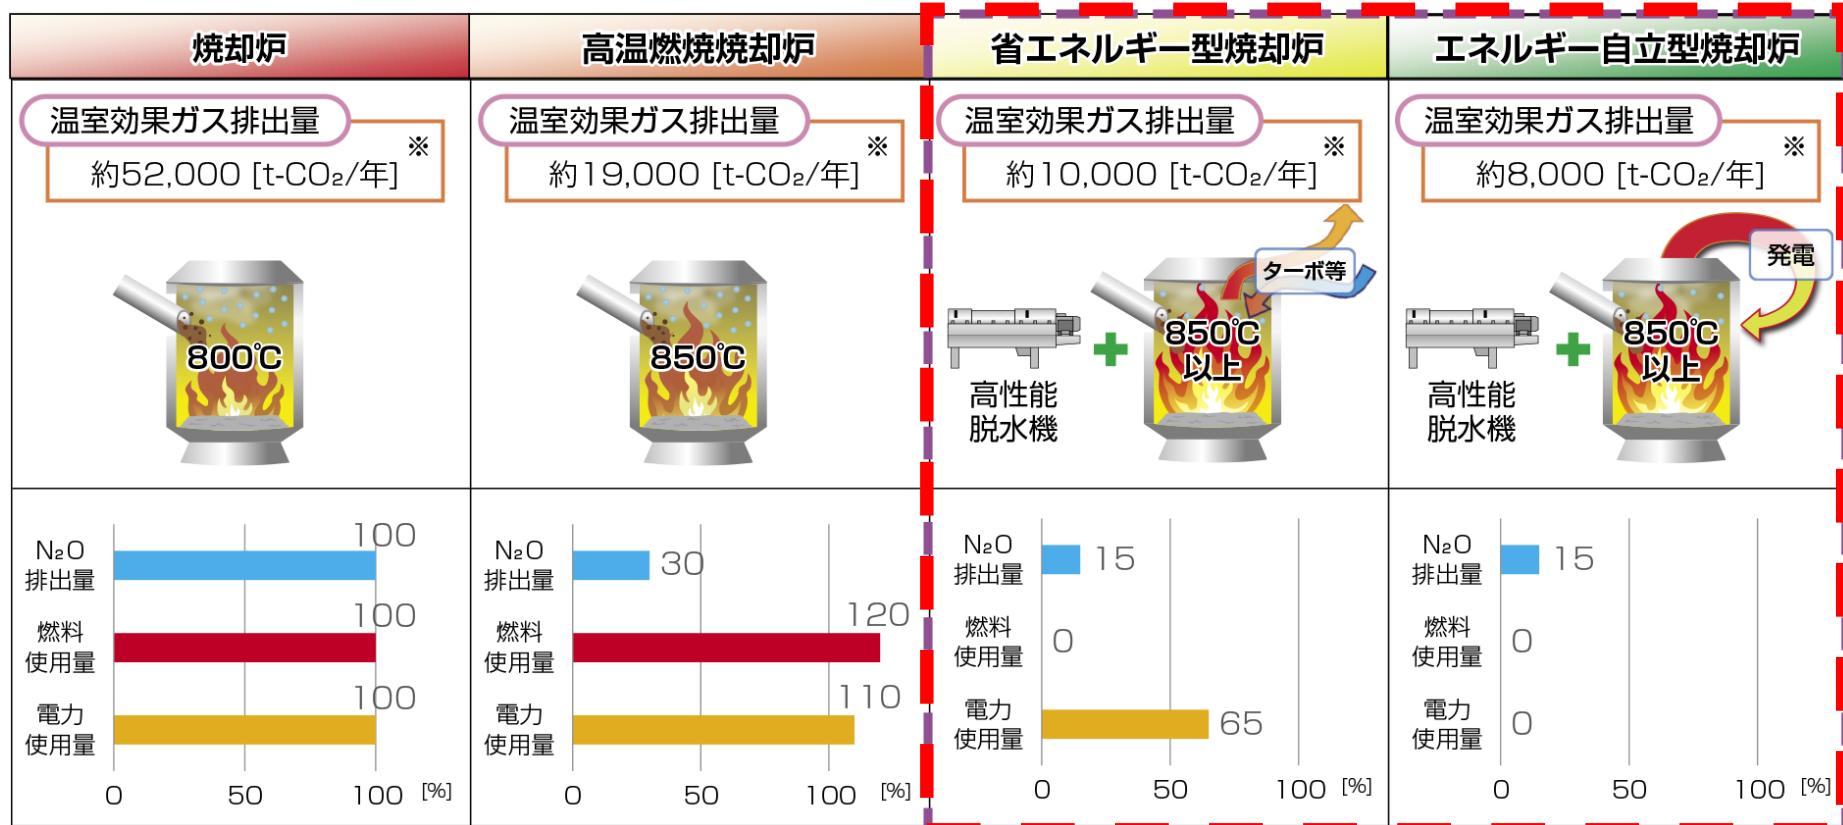 焼却炉
温室効果ガス排出量
※
約52,000 [t-CO₂/年]
800℃
N₂O
排出量
100
燃料
使用量
100
電力
使用量
100
0 50 100 [%]
高温燃焼焼却炉
温室効果ガス排出量
※
約19,000 [t-CO₂/年]
850℃
N₂O
排出量
30
燃料
使用量
120
電力
使用量
110
0 50 100 [%]
省エネルギー型焼却炉
温室効果ガス排出量
※
約10,000 [t-CO₂/年]
ターボ等
+
850℃
以上
高性能
脱水機
N₂O
排出量
15
燃料
使用量
0
電力
使用量
65
0 50 100 [%]
エネルギー自立型焼却炉
温室効果ガス排出量
※
約8,000 [t-CO₂/年]
発電
+
850℃
以上
高性能
脱水機
N₂O
排出量
15
燃料
使用量
0
電力
使用量
0
0 50 100 [%]